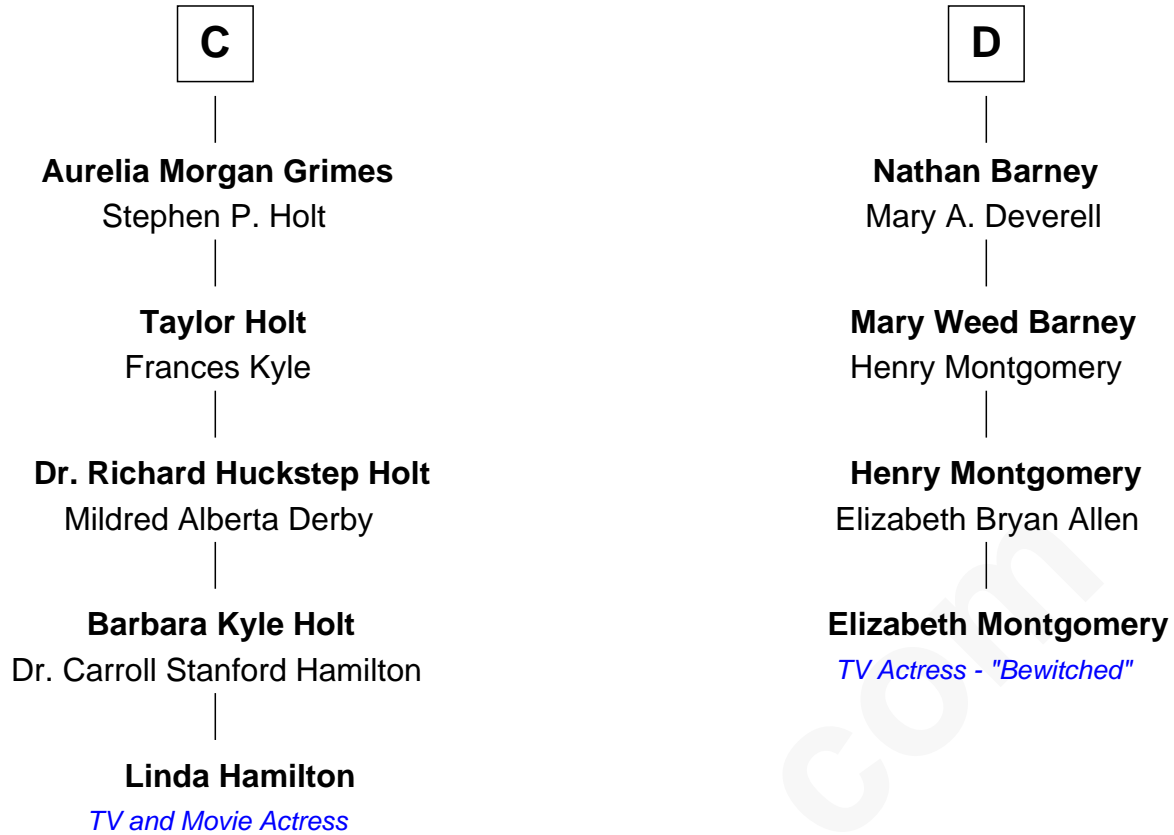 C
Aurelia Morgan Grimes
Stephen P. Holt
Taylor Holt
Frances Kyle
Dr. Richard Huckstep Holt
Mildred Alberta Derby
Barbara Kyle Holt
Dr. Carroll Stanford Hamilton
Linda Hamilton
TV and Movie Actress
D
Nathan Barney
Mary A. Deverell
Mary Weed Barney
Henry Montgomery
Henry Montgomery
Elizabeth Bryan Allen
Elizabeth Montgomery
TV Actress - "Bewitched"
com